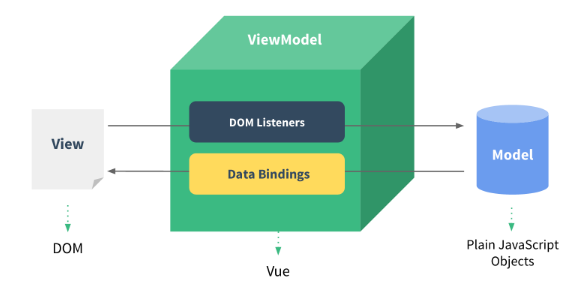 ViewModel
DOM Listeners
View
Model
Data Bindings
DOM
Vue
Plain JavaScript
Objects